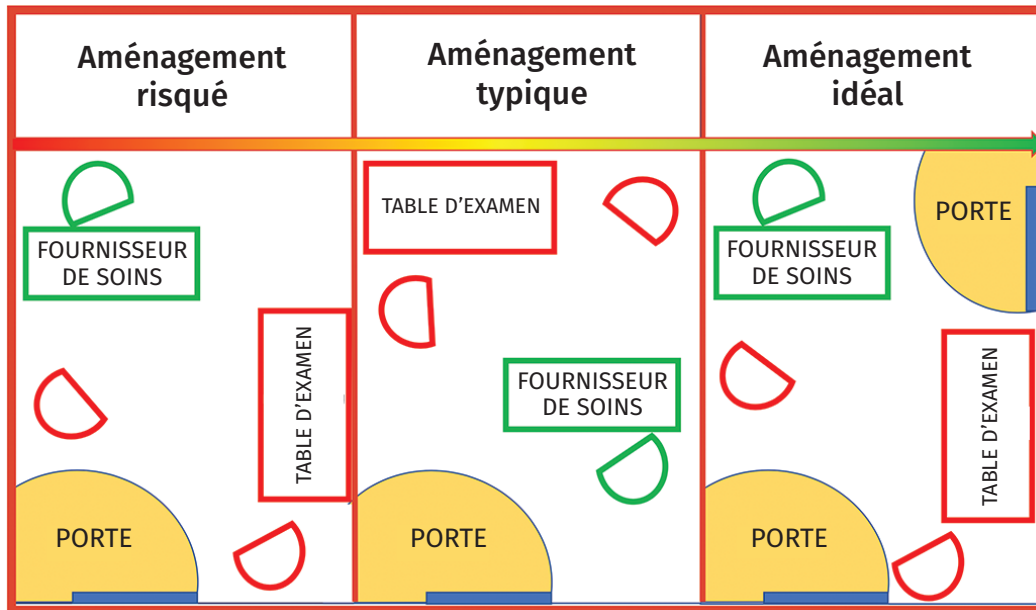 Aménagement
risqué
Aménagement
typique
Aménagement
idéal
FOURNISSEUR
DE SOINS
TABLE D'EXAMEN
PORTE
TABLE D'EXAMEN
FOURNISSEUR
DE SOINS
PORTE
FOURNISSEUR
DE SOINS
PORTE
TABLE D'EXAMEN
PORTE